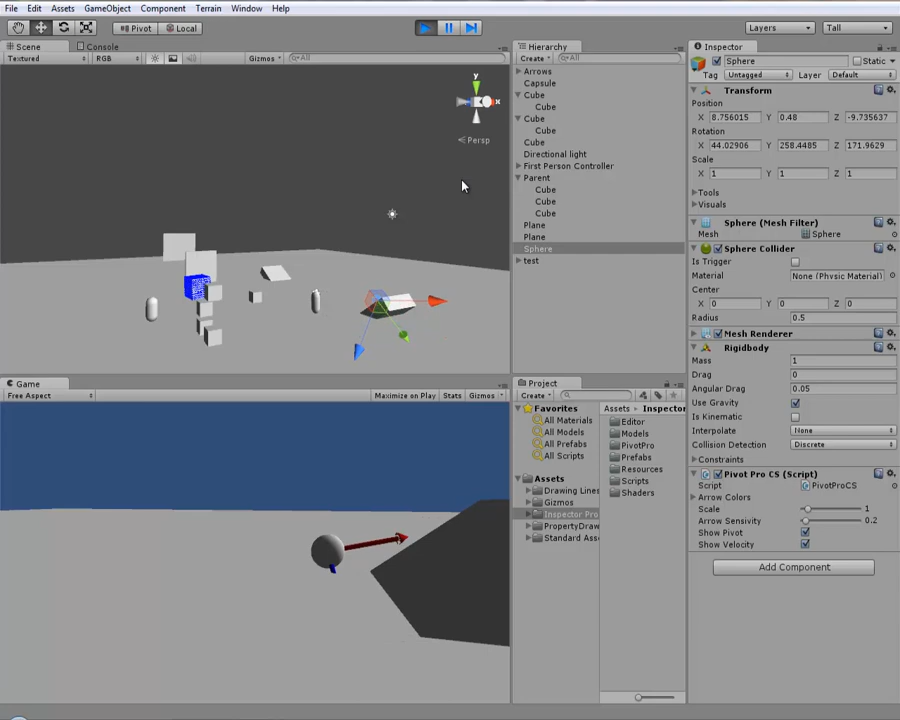 File Edit Assets GameObject Component Terrain Window Help
Pivot Local Layers Tall
Scene Console
Textured RGB Gizmos All
y
x
Persp
Game
Free Aspect Maximize on Play Stats Gizmos
Hierarchy
Create All
Arrows
Capsule
Cube
Cube
Cube
Cube
Cube
Directional light
First Person Controller
Parent
Cube
Cube
Cube
Plane
Plane
Sphere
test
Project
Create
Favorites
All Materials
All Models
All Prefabs
All Scripts
Assets
Drawing Lines
Gizmos
Inspector Pro
PropertyDraw
Standard Asse
Assets Inspector
Editor
Models
PivotPro
Prefabs
Resources
Scripts
Shaders
Inspector
Sphere Static
Tag Untagged Layer Default
Transform
Position
X 8.756015 Y 0.48 Z -9.735637
Rotation
X 44.02906 Y 258.4485 Z 171.9629
Scale
X 1 Y 1 Z 1
Tools
Visuals
Sphere (Mesh Filter)
Mesh Sphere
Sphere Collider
Is Trigger
Material None (Physic Material)
Center
X 0 Y 0 Z 0
Radius 0.5
Mesh Renderer
Rigidbody
Mass 1
Drag 0
Angular Drag 0.05
Use Gravity
Is Kinematic
Interpolate None
Collision Detection Discrete
Constraints
Pivot Pro CS (Script)
Script PivotProCS
Arrow Colors
Scale 1
Arrow Sensitivity 0.2
Show Pivot
Show Velocity
Add Component